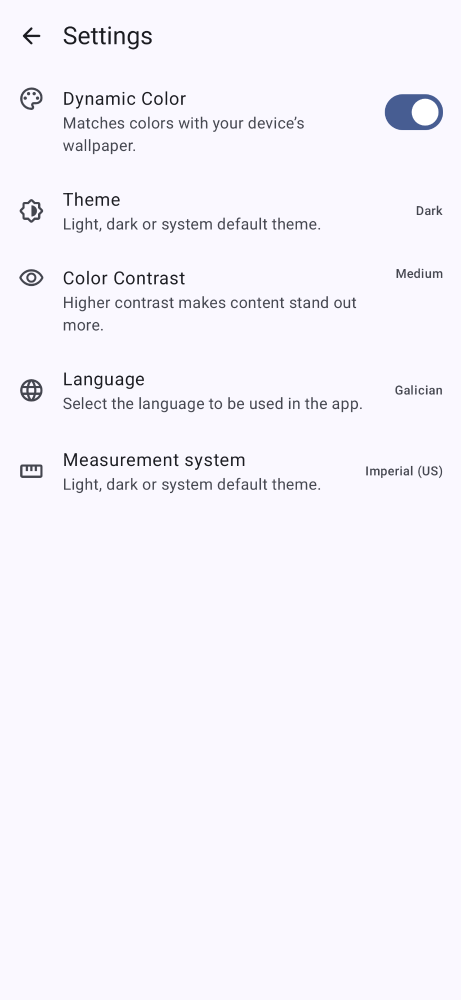 Settings
Dynamic Color
Matches colors with your device’s
wallpaper.
Theme
Light, dark or system default theme.
Dark
Color Contrast
Medium
Higher contrast makes content stand out
more.
Language
Select the language to be used in the app.
Galician
Measurement system
Light, dark or system default theme.
Imperial (US)